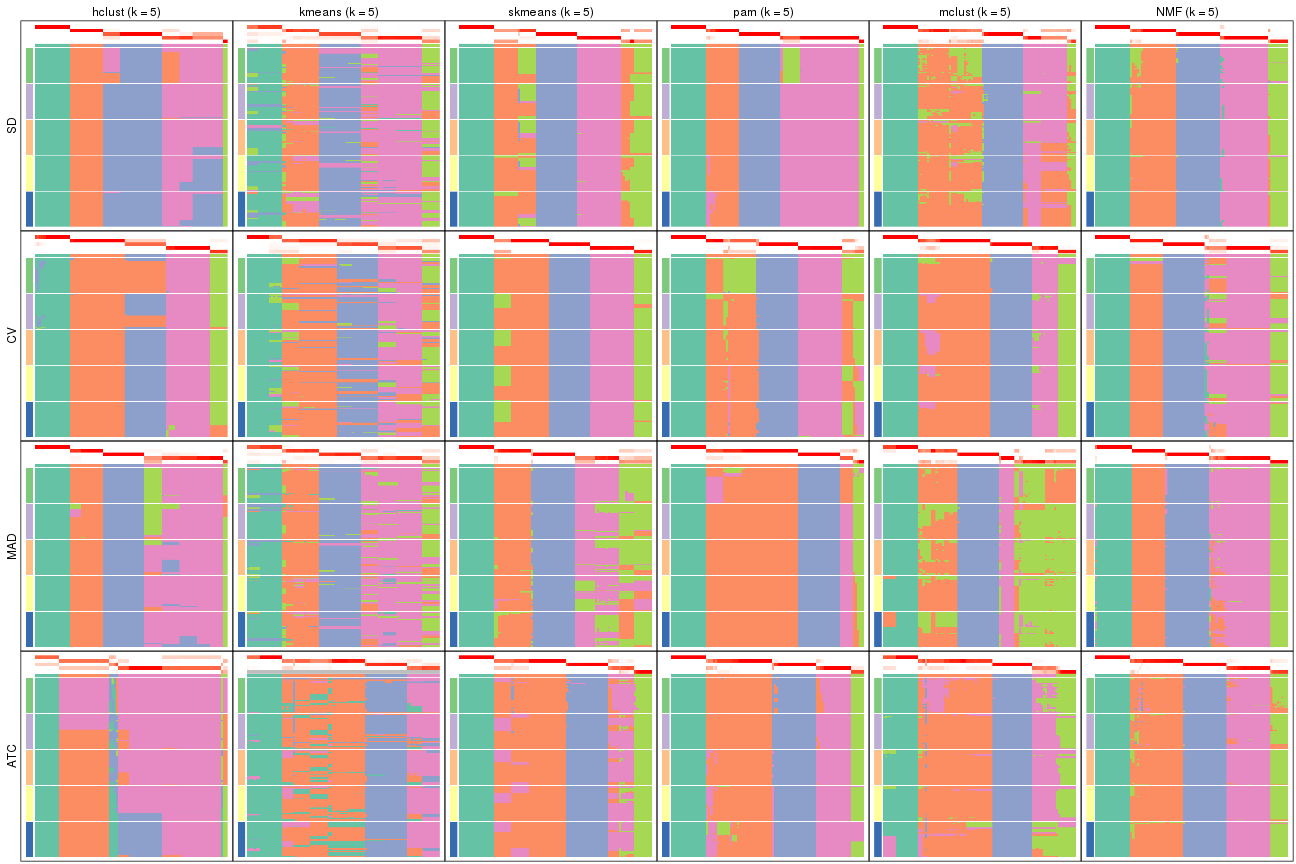 hclust (k = 5)
kmeans (k = 5)
skmeans (k = 5)
pam (k = 5)
mclust (k = 5)
NMF (k = 5)
SD
CV
MAD
ATC